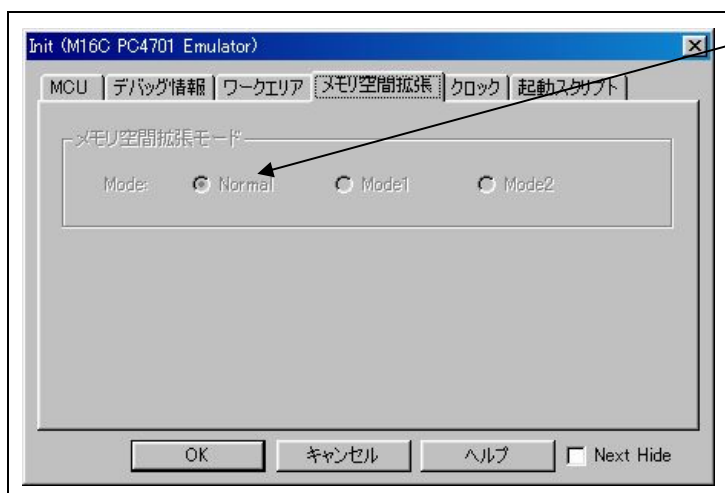 Init (M16C PC4701 Emulator)
MCU デバッグ情報 ワークエリア メモリ空間拡張 クロック 起動スクリプト
メモリ空間拡張モード
Mode: Normal Mode1 Mode2
OK キャンセル ヘルプ Next Hide